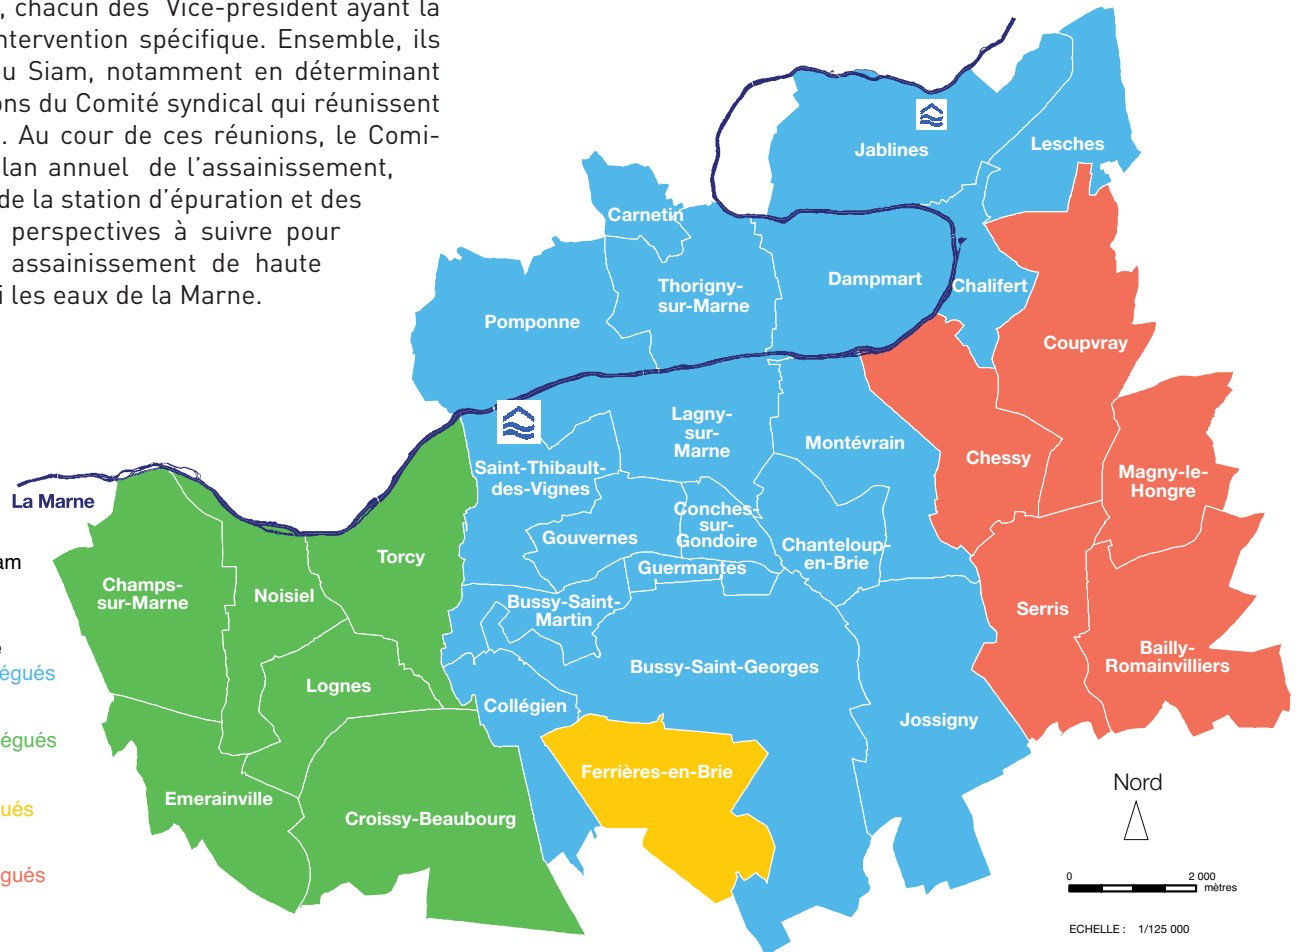 , chacun des Vice-président ayant la
ntervention spécifique. Ensemble, ils
u Siam, notamment en déterminant
ons du Comité syndical qui réunissent
. Au cour de ces réunions, le Comi-
lan annuel de l'assainissement,
de la station d'épuration et des
perspectives à suivre pour
assainissement de haute
i les eaux de la Marne.
Jablines
Lesches
Carnetin
Thorigny-
sur-Marne
Dampmart
Chalifert
Pomponne
Coupvray
Lagny-
sur-
Marne
Montévrain
Chessy
Magny-le-
Hongre
Saint-Thibault-
des-Vignes
La Marne
Conches-
sur-
Gondoire
Gouvernes
Chanteloup-
en-Brie
Torcy
Guermantes
am
Champs-
sur-Marne
Noisiel
Bussy-Saint-
Martin
Serris
Bailly-
Romainvilliers
Bussy-Saint-Georges
égués
Lognes
Collégien
Jossigny
égués
Ferrières-en-Brie
Nord
Emerainville
Croissy-Beaubourg
ués
gués
0 2 000
mètres
ECHELLE : 1/125 000